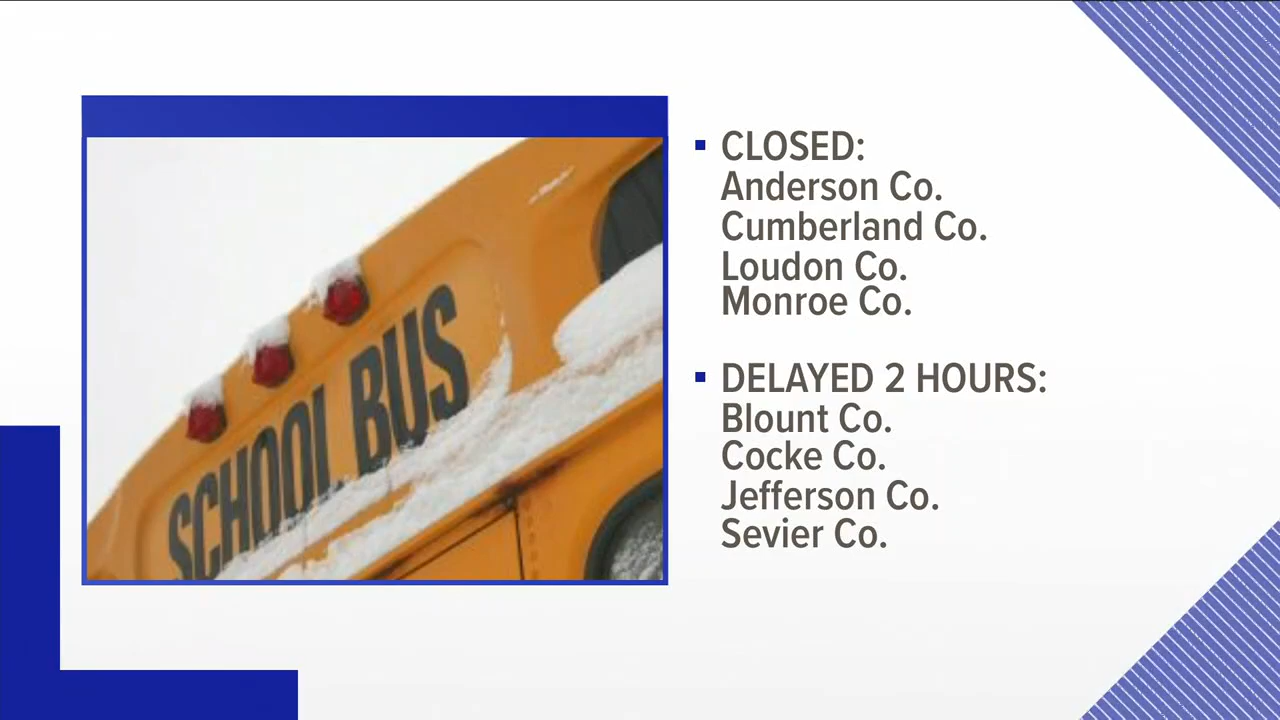 SCHOOL BUS
CLOSED:
Anderson Co.
Cumberland Co.
Loudon Co.
Monroe Co.
DELAYED 2 HOURS:
Blount Co.
Cocke Co.
Jefferson Co.
Sevier Co.